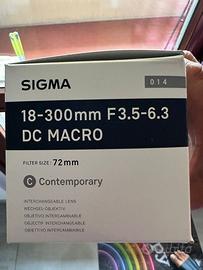 SIGMA
014
18-300mm F3.5-6.3
DC MACRO
FILTER SIZE: 72mm
C Contemporary
INTERCHANGEABLE LENS
WECHSEL-OBJEKTIV
OBJETIVO INTERCAMBIABLE
OBJECTIF INTERCHANGEABLE
OBIETTIVO INTERCAMBIABILE